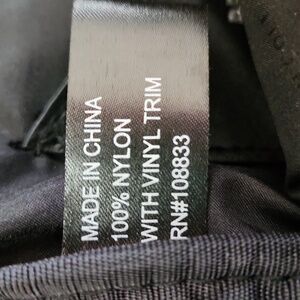 MADE IN CHINA
100% NYLON
WITH VINYL TRIM
RN#108833